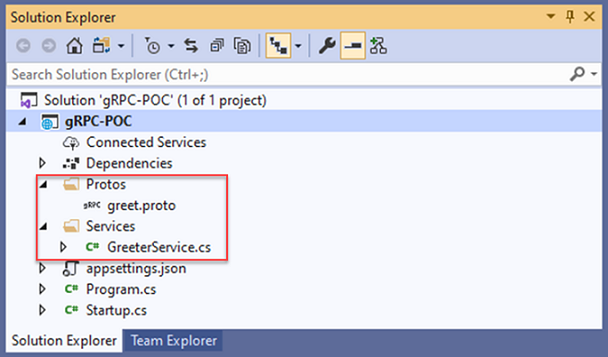 Solution Explorer
Search Solution Explorer (Ctrl+;)
Solution 'gRPC-POC' (1 of 1 project)
gRPC-POC
Connected Services
Dependencies
Protos
gRPC greet.proto
Services
C# GreeterService.cs
appsettings.json
C# Program.cs
C# Startup.cs
Solution Explorer Team Explorer